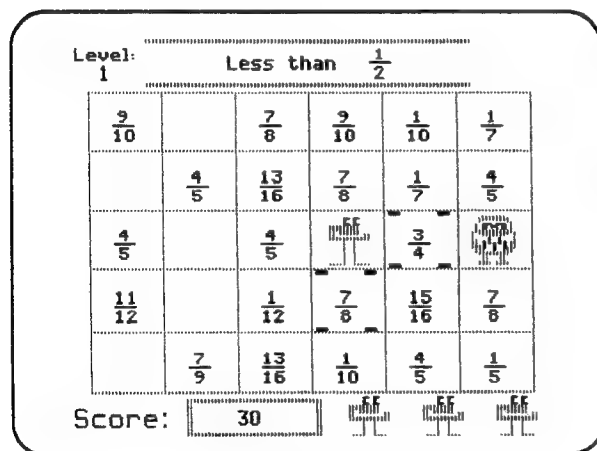 Level: 1 Less than 1/2
9/10 7/8 9/10 1/10 1/7
4/5 13/16 7/8 1/7 4/5
4/5 4/5 3/4
11/12 1/12 7/8 15/16 7/8
7/9 13/16 1/10 4/5 1/5
Score: 30